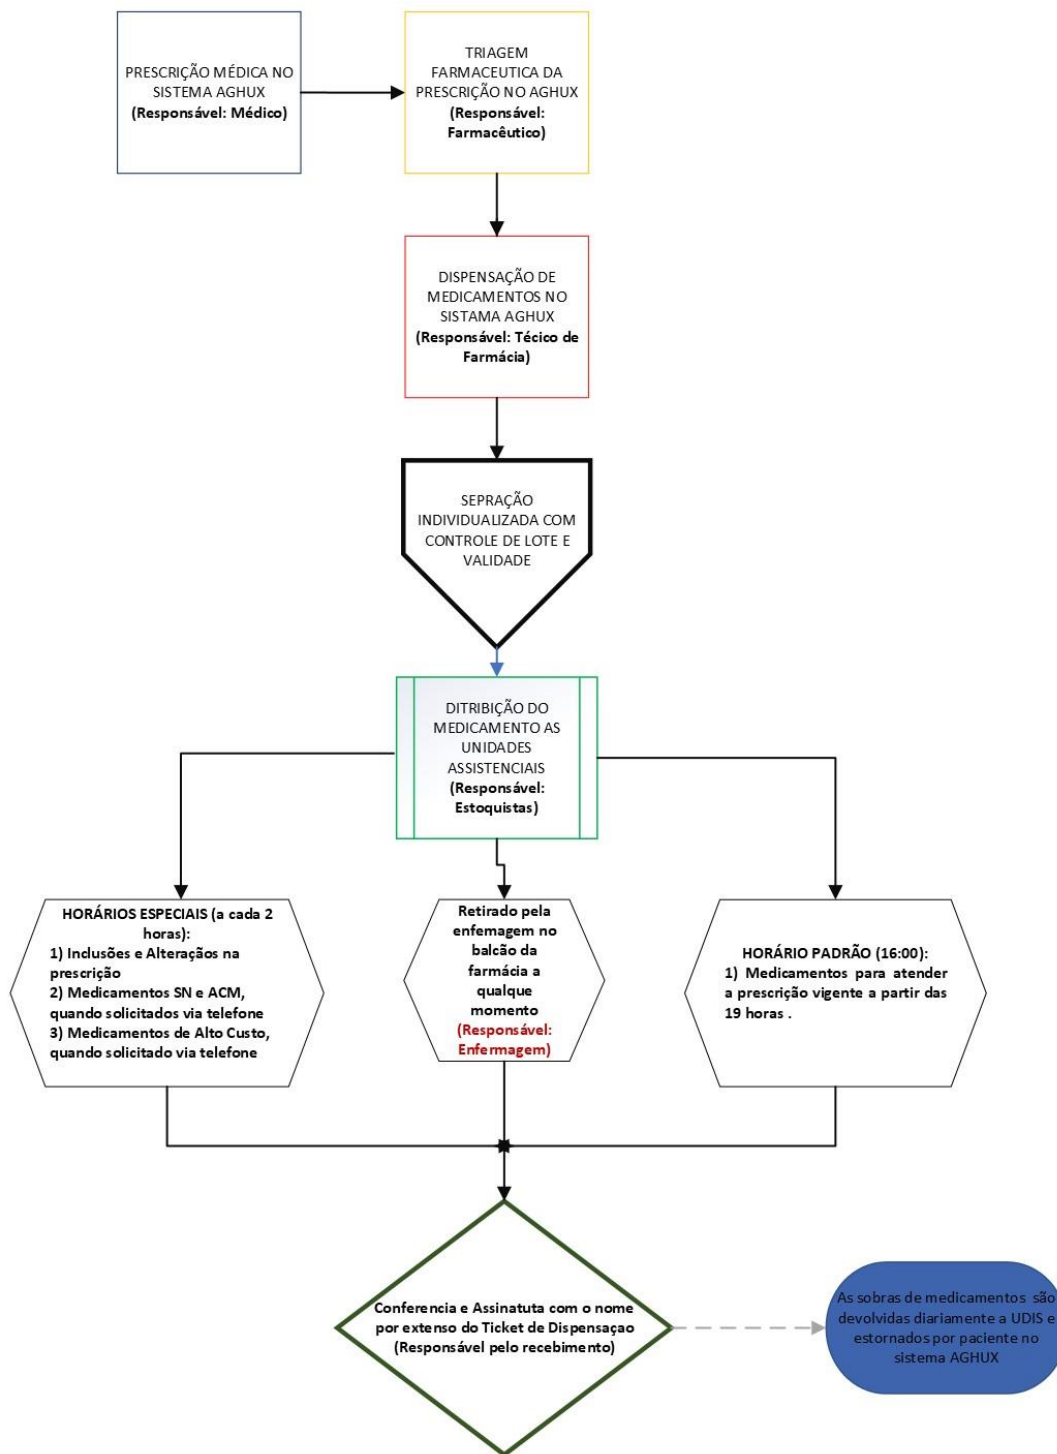 PRESCRIÇÃO MÉDICA NO
SISTEMA AGHUX
(Responsável: Médico)
TRIAGEM
FARMACEUTICA DA
PRESCRIÇÃO NO AGHUX
(Responsável:
Farmacêutico)
DISPENSAÇÃO DE
MEDICAMENTOS NO
SISTAMA AGHUX
(Responsável: Técico de
Farmácia)
SEPRAÇÃO
INDIVIDUALIZADA COM
CONTROLE DE LOTE E
VALIDADE
DITRIBIÇÃO DO
MEDICAMENTO AS
UNIDADES
ASSISTENCIAIS
(Responsável:
Estoquistas)
HORÁRIOS ESPECIAIS (a cada 2
horas):
1) Inclusões e Alteraçãos na
prescrição
2) Medicamentos SN e ACM,
quando solicitados via telefone
3) Medicamentos de Alto Custo,
quando solicitado via telefone
Retirado pela
enfemagem no
balcão da
farmácia a
qualque
momento
(Responsável:
Enfermagem)
HORÁRIO PADRÃO (16:00):
1) Medicamentos para atender
a prescrição vigente a partir das
19 horas .
Conferencia e Assinatuta com o nome
por extenso do Ticket de Dispensaçao
(Responsável pelo recebimento)
As sobras de medicamentos são
devolvidas diariamente a UDIS e
estornados por paciente no
sistema AGHUX